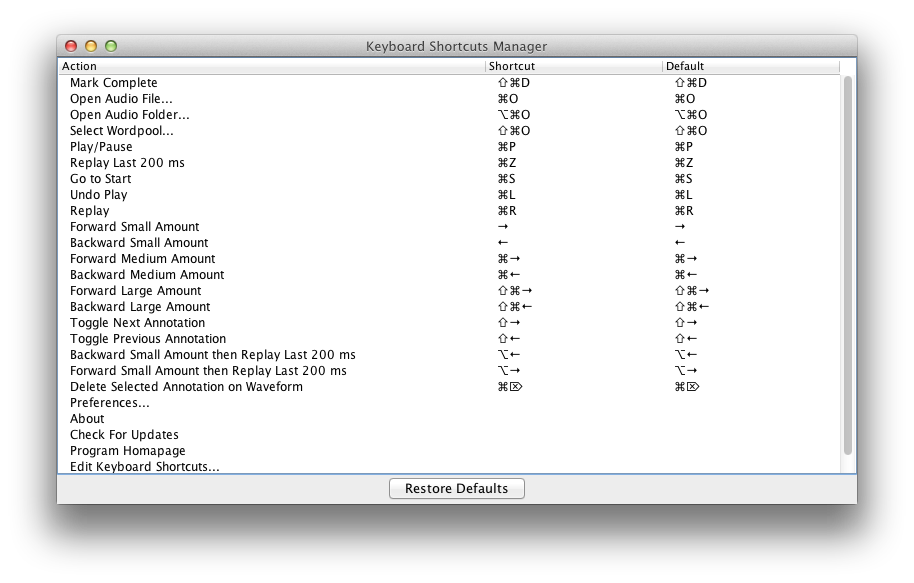 Keyboard Shortcuts Manager
Action Shortcut Default
Mark Complete ⇧⌘D ⇧⌘D
Open Audio File... ⌘O ⌘O
Open Audio Folder... ⌥⌘O ⌥⌘O
Select Wordpool... ⇧⌘O ⇧⌘O
Play/Pause ⌘P ⌘P
Replay Last 200 ms ⌘Z ⌘Z
Go to Start ⌘S ⌘S
Undo Play ⌘L ⌘L
Replay ⌘R ⌘R
Forward Small Amount → →
Backward Small Amount ← ←
Forward Medium Amount ⌘→ ⌘→
Backward Medium Amount ⌘← ⌘←
Forward Large Amount ⇧⌘→ ⇧⌘→
Backward Large Amount ⇧⌘← ⇧⌘←
Toggle Next Annotation ⇧→ ⇧→
Toggle Previous Annotation ⇧← ⇧←
Backward Small Amount then Replay Last 200 ms ⌥← ⌥←
Forward Small Amount then Replay Last 200 ms ⌥→ ⌥→
Delete Selected Annotation on Waveform ⌘⌦ ⌘⌦
Preferences...
About
Check For Updates
Program Homapage
Edit Keyboard Shortcuts...
Restore Defaults